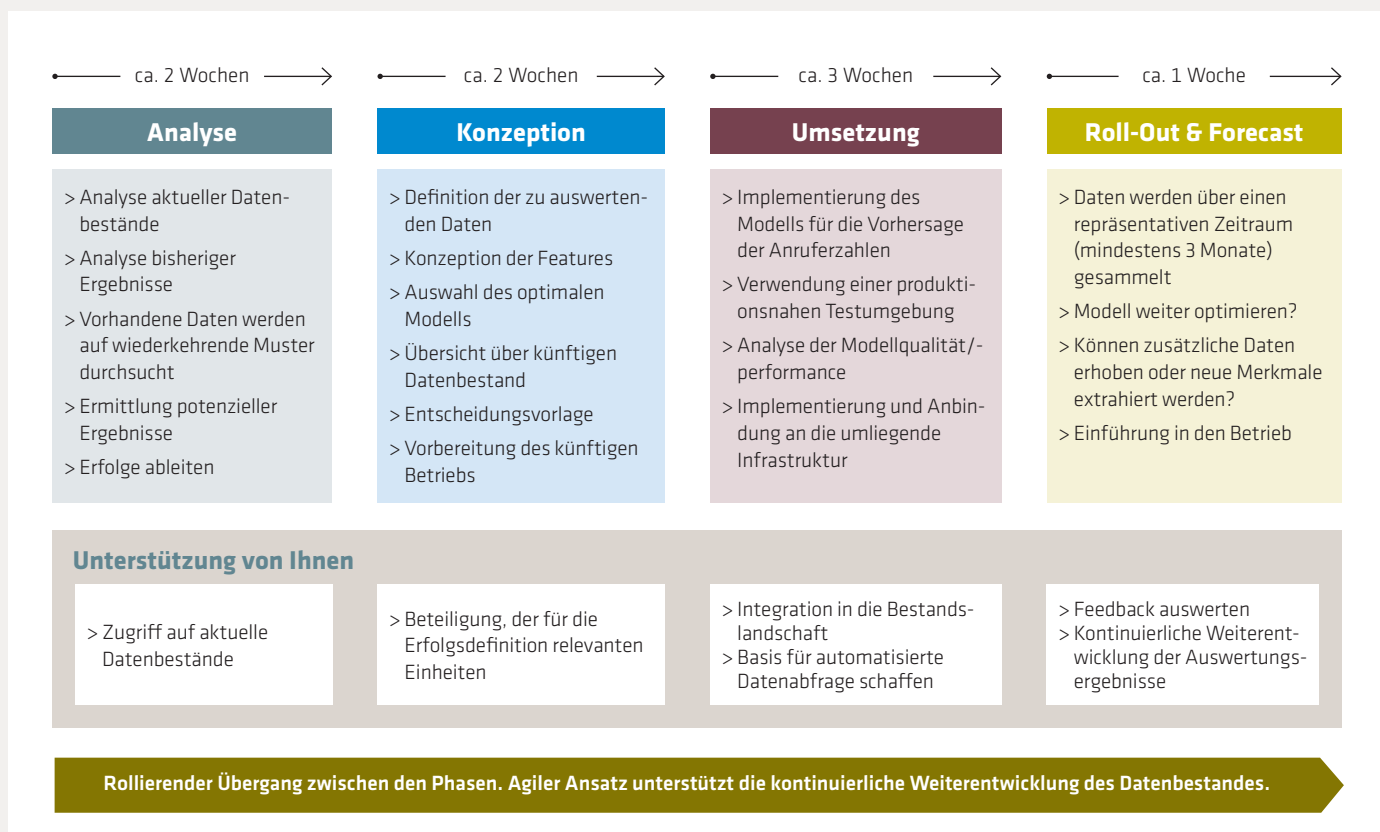 ca. 2 Wochen
ca. 2 Wochen
ca. 3 Wochen
ca. 1 Woche
Analyse
Konzeption
Umsetzung
Roll-Out & Forecast
> Analyse aktueller Daten-
bestände
> Analyse bisheriger
Ergebnisse
> Vorhandene Daten werden
auf wiederkehrende Muster
durchsucht
> Ermittlung potenzieller
Ergebnisse
> Erfolge ableiten
> Definition der zu auswerten-
den Daten
> Konzeption der Features
> Auswahl des optimalen
Modells
> Übersicht über künftigen
Datenbestand
> Entscheidungsvorlage
> Vorbereitung des künftigen
Betriebs
> Implementierung des
Modells für die Vorhersage
der Anruferzahlen
> Verwendung einer produkti-
onsnahen Testumgebung
> Analyse der Modellqualität/-
performance
> Implementierung und Anbin-
dung an die umliegende
Infrastruktur
> Daten werden über einen
repräsentativen Zeitraum
(mindestens 3 Monate)
gesammelt
> Modell weiter optimieren?
> Können zusätzliche Daten
erhoben oder neue Merkmale
extrahiert werden?
> Einführung in den Betrieb
Unterstützung von Ihnen
> Zugriff auf aktuelle
Datenbestände
> Beteiligung, der für die
Erfolgsdefinition relevanten
Einheiten
> Integration in die Bestands-
landschaft
> Basis für automatisierte
Datenabfrage schaffen
> Feedback auswerten
> Kontinuierliche Weiterent-
wicklung der Auswertungs-
ergebnisse
Rollierender Übergang zwischen den Phasen. Agiler Ansatz unterstützt die kontinuierliche Weiterentwicklung des Datenbestandes.